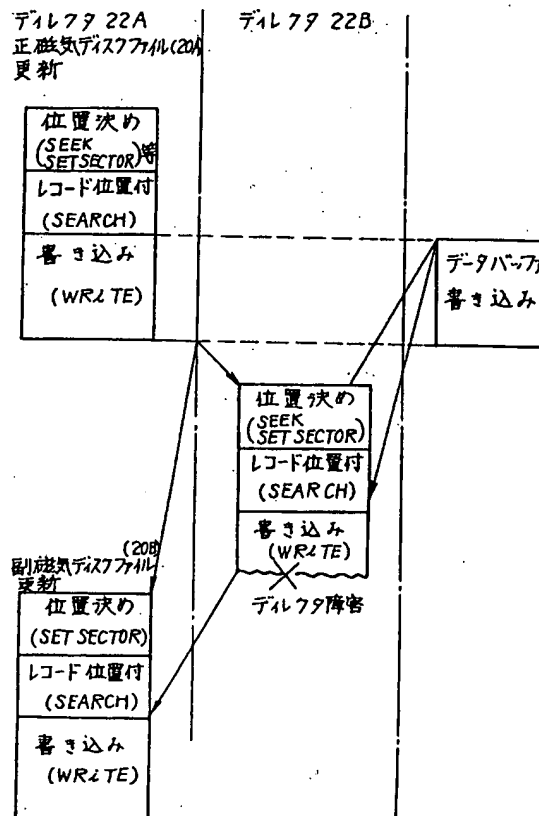 ディレクタ 22A
正磁気ディスクファイル(20A)
更新
位置決め
(SEEK
SETSECTOR)等
レコード位置付
(SEARCH)
書き込み
(WRiTE)
ディレクタ 22B
データバッファ
書き込み
位置決め
(SEEK
SETSECTOR)
レコード位置付
(SEARCH)
書き込み
(WRiTE)
ディレクタ障害
(20B)
副磁気ディスクファイル
更新
位置決め
(SET SECTOR)
レコード位置付
(SEARCH)
書き込み
(WRiTE)